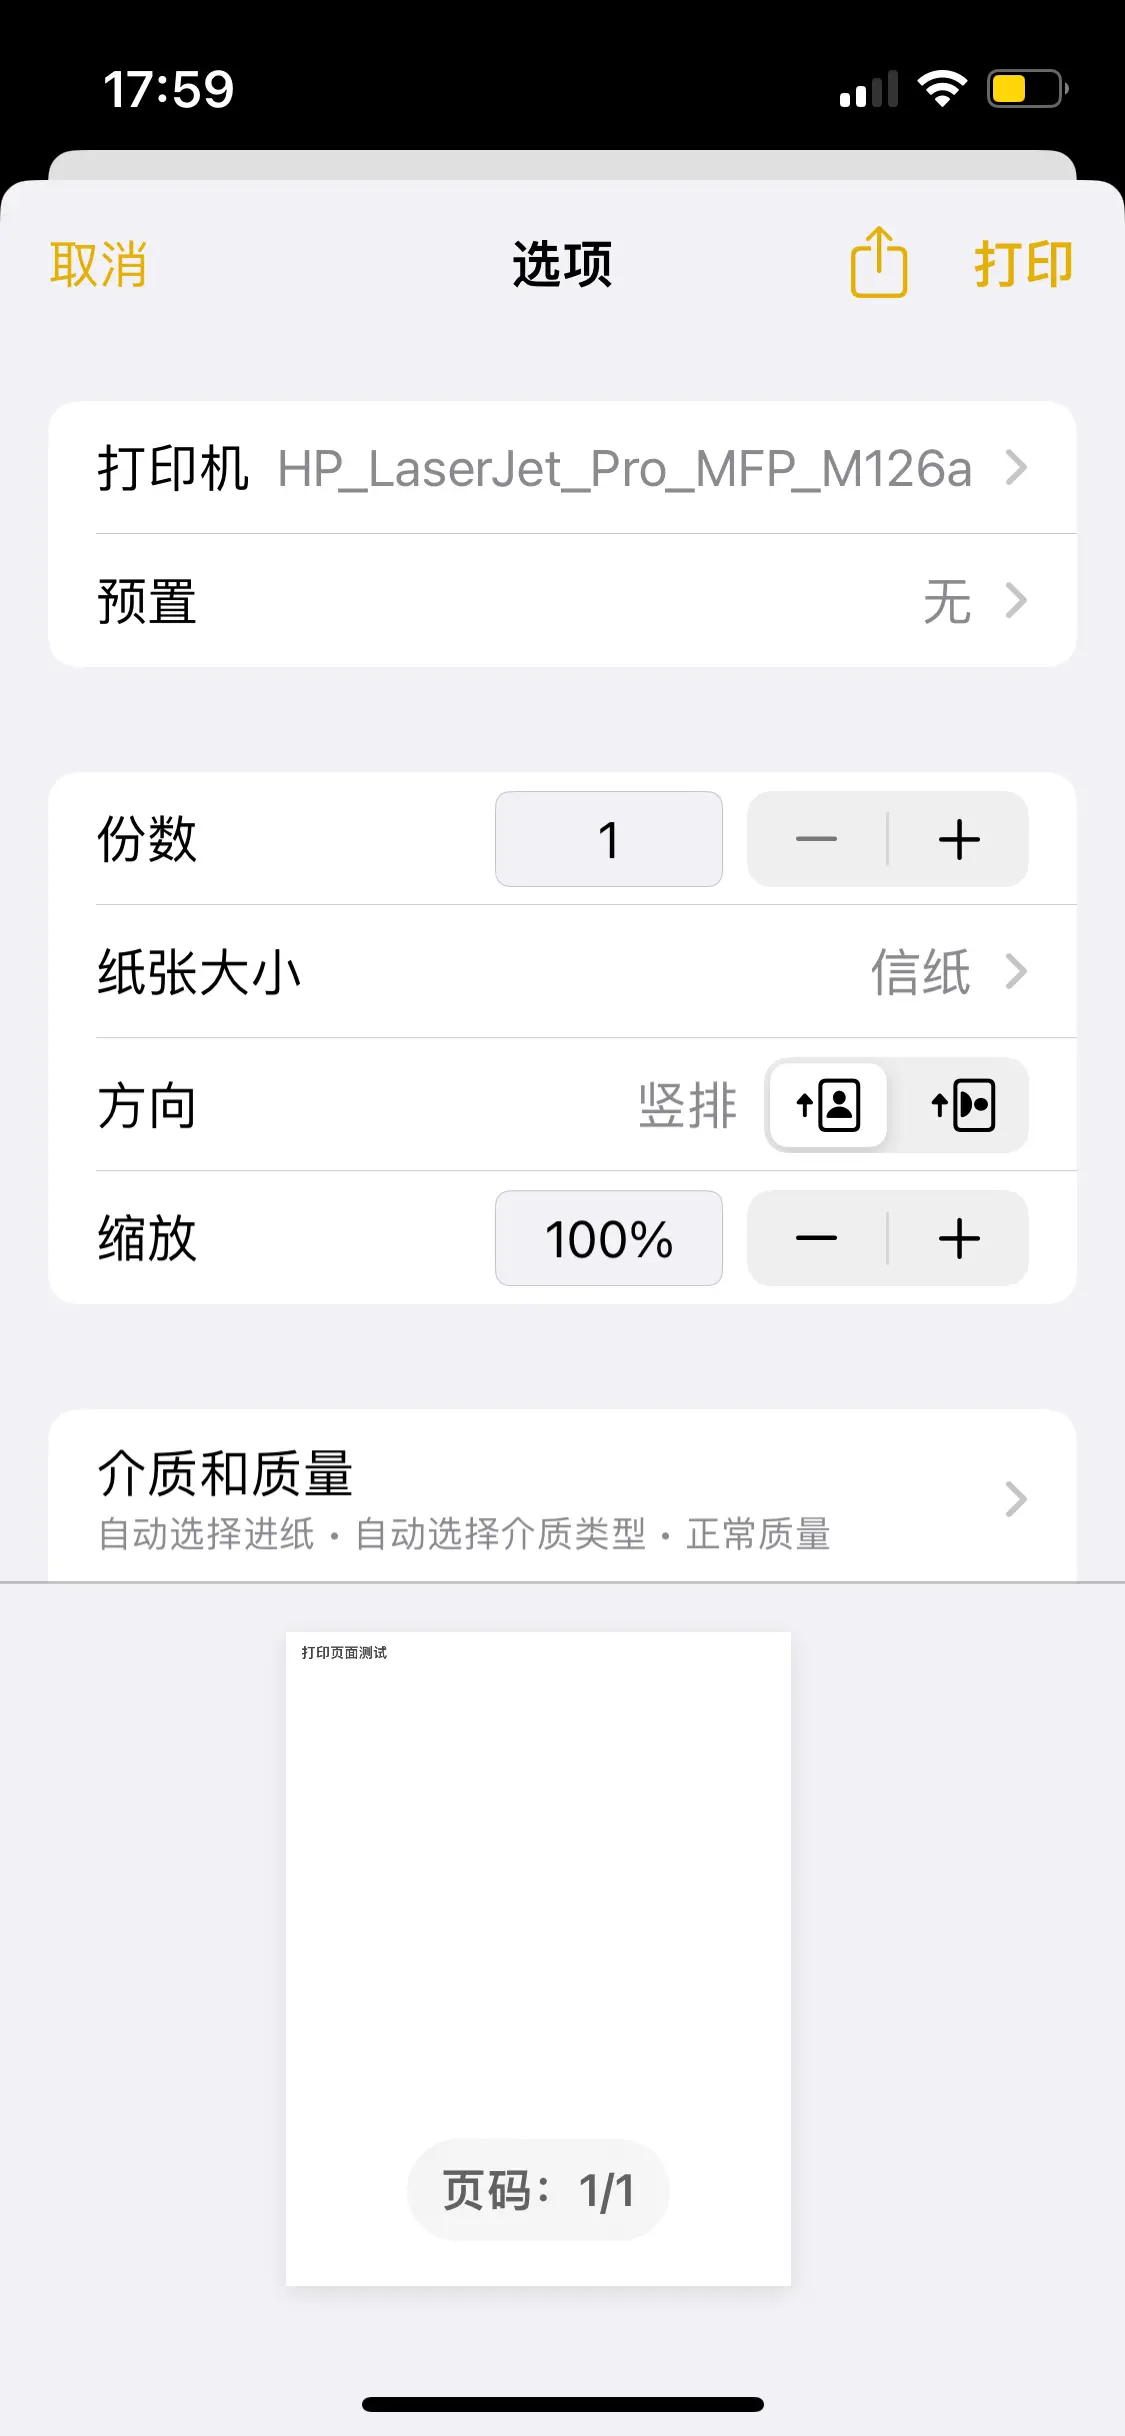 17:59
取消 选项 打印
打印机 HP_LaserJet_Pro_MFP_M126a
预置 无
份数 1
纸张大小 信纸
方向 竖排
缩放 100%
介质和质量
自动选择进纸 • 自动选择介质类型 • 正常质量
打印页面测试
页码：1/1